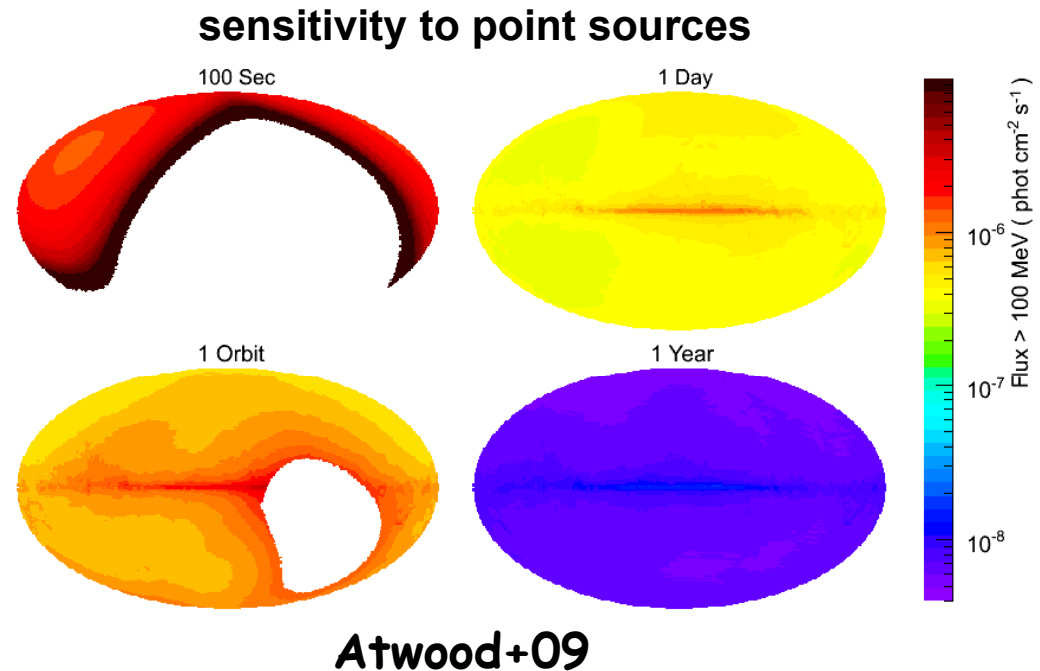 sensitivity to point sources
100 Sec
1 Day
1 Orbit
1 Year
10⁻⁶
10⁻⁷
10⁻⁸
Flux > 100 MeV ( phot cm⁻² s⁻¹ )
Atwood+09